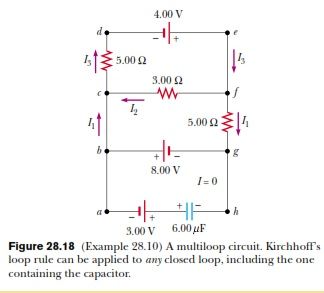 4.00 V
− +
d e
I3 5.00 Ω I3
3.00 Ω
c f
I2
I1 5.00 Ω I1
b g
+ −
8.00 V
I = 0
+ −
a h
− +
3.00 V 6.00 μF
Figure 28.18 (Example 28.10) A multiloop circuit. Kirchhoff's
loop rule can be applied to any closed loop, including the one
containing the capacitor.